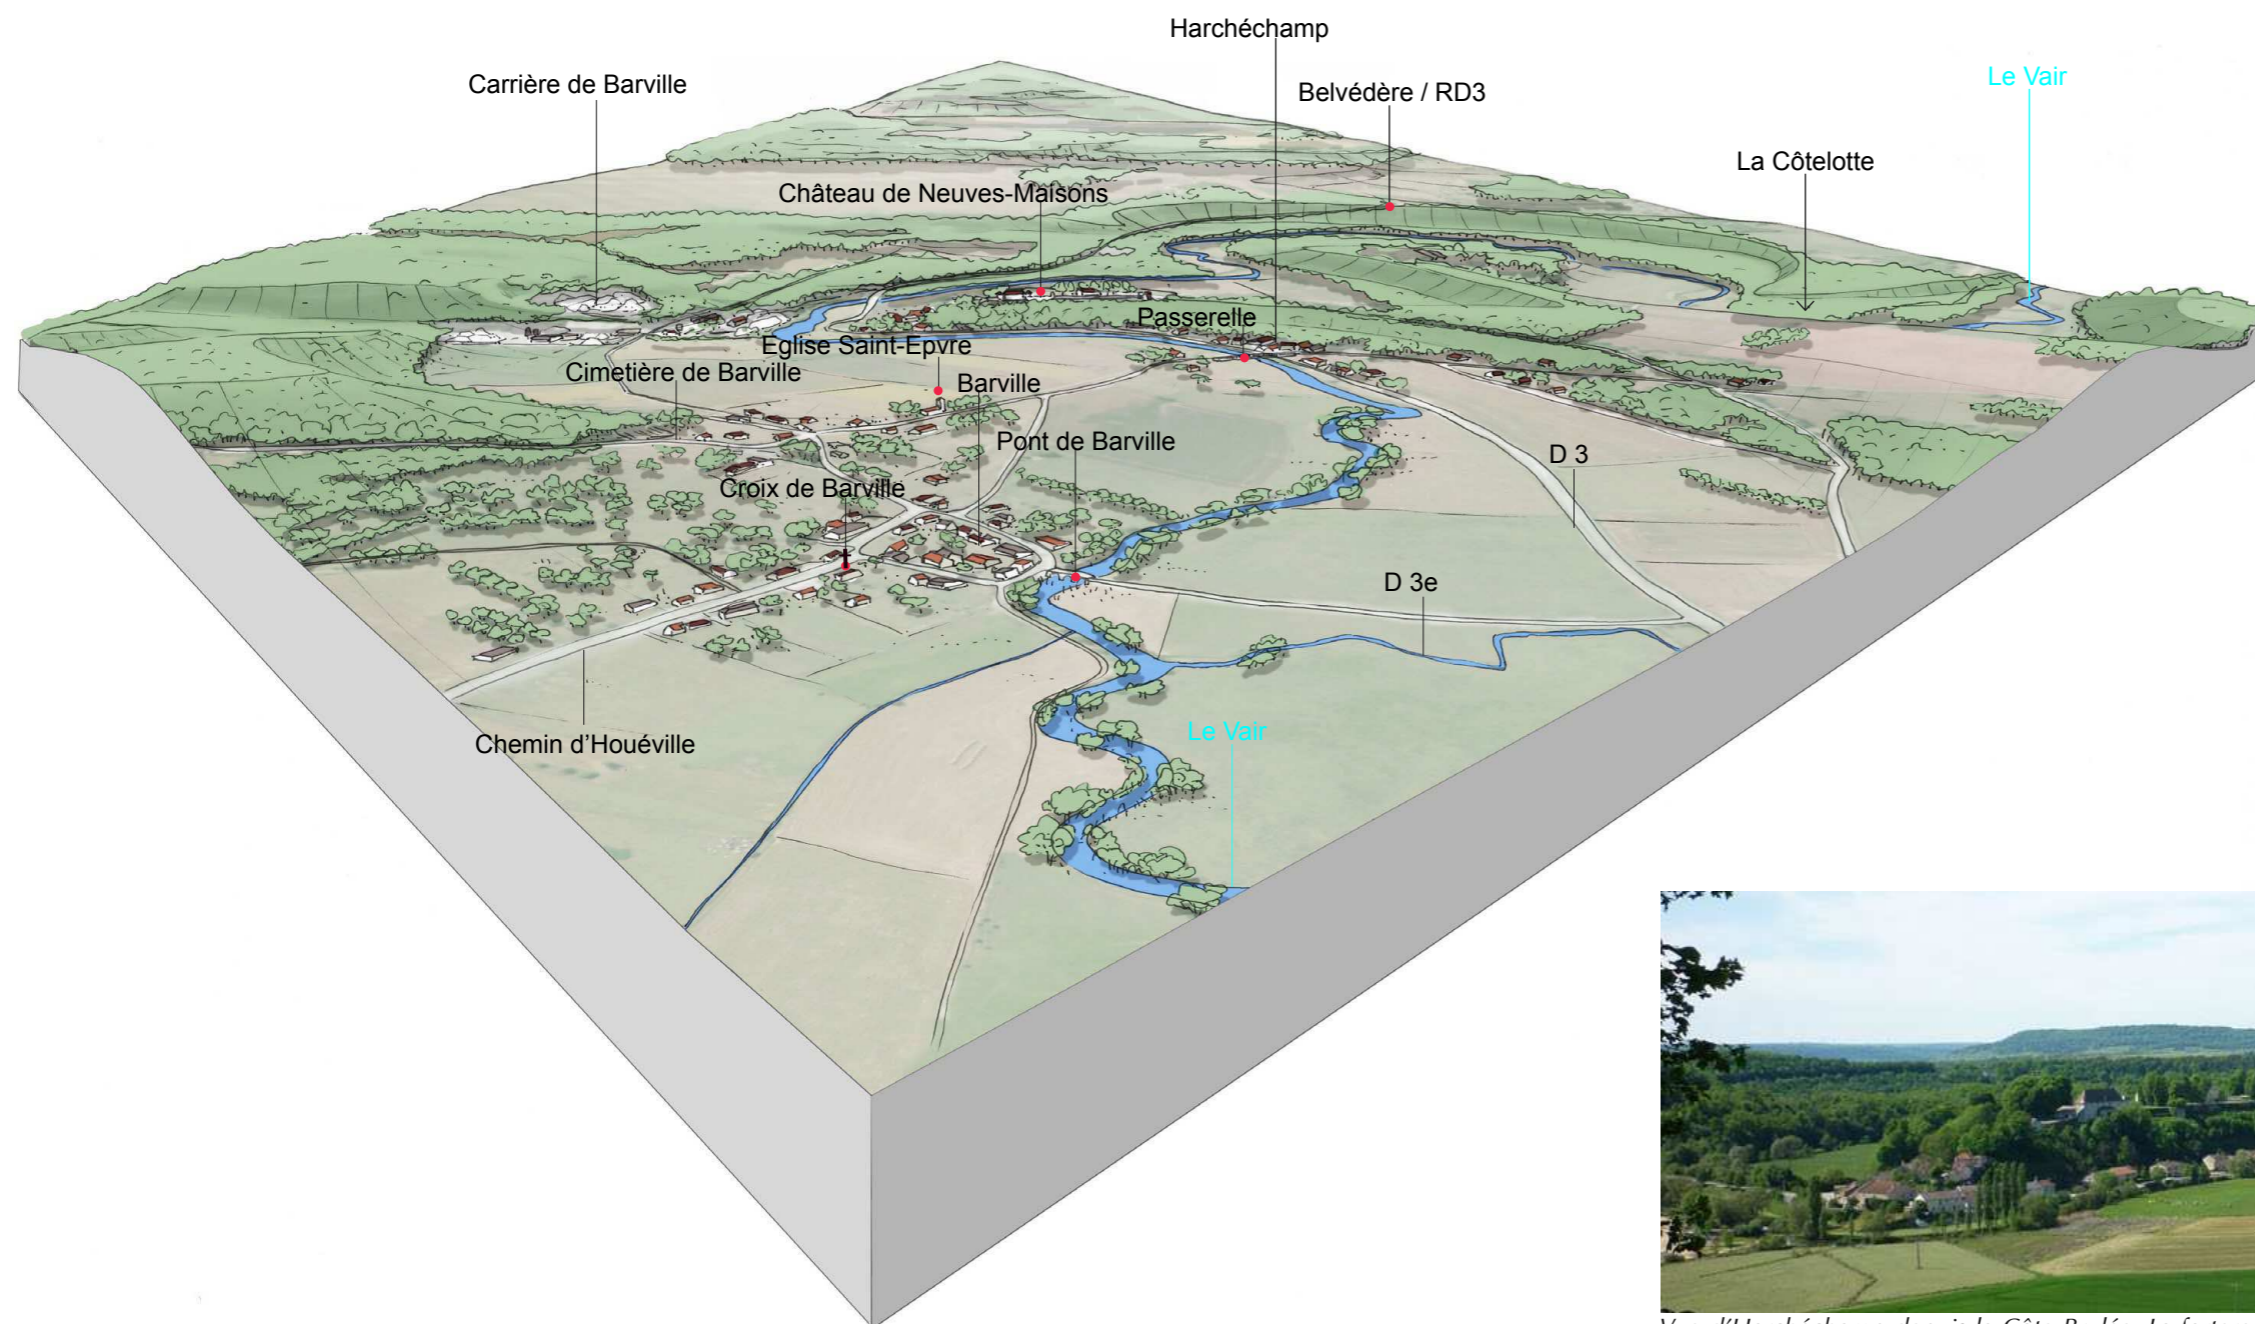 Harchéchamp
Carrière de Barville
Belvédère / RD3
Le Vair
La Côtelotte
Château de Neuves-Maisons
Passerelle
Eglise Saint-Epvre
Cimetière de Barville
Barville
Pont de Barville
D 3
Croix de Barville
D 3e
Le Vair
Chemin d'Houéville